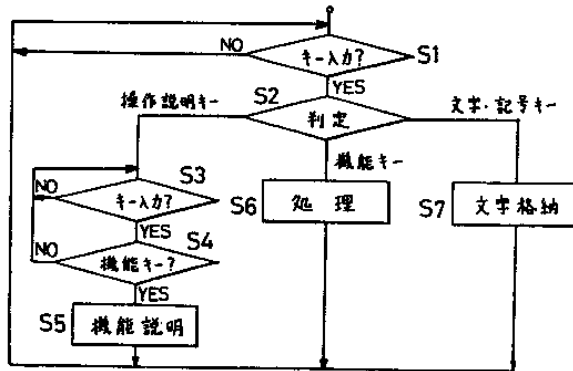 NO
キー入力?
S1
YES
S2
操作説明キー
判定
文字・記号キー
機能キー
S3
NO
キー入力?
S6
処理
S7
文字格納
YES
S4
NO
機能キー?
YES
S5
機能説明